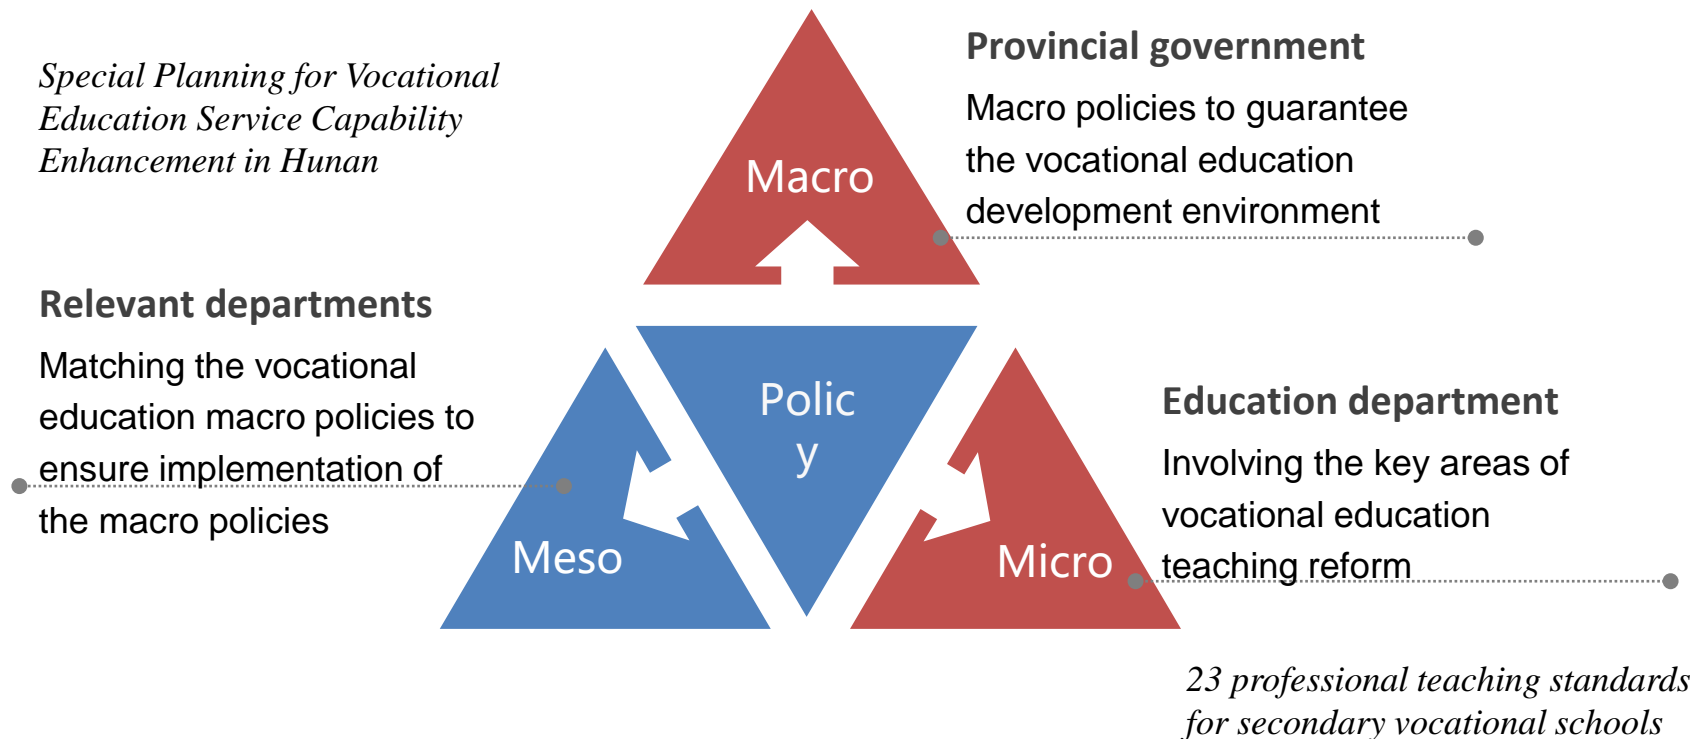 Special Planning for Vocational
Education Service Capability
Enhancement in Hunan
Macro
Provincial government
Macro policies to guarantee
the vocational education
development environment
Relevant departments
Matching the vocational
education macro policies to
ensure implementation of
the macro policies
Meso
Polic
y
Micro
Education department
Involving the key areas of
vocational education
teaching reform
23 professional teaching standards
for secondary vocational schools